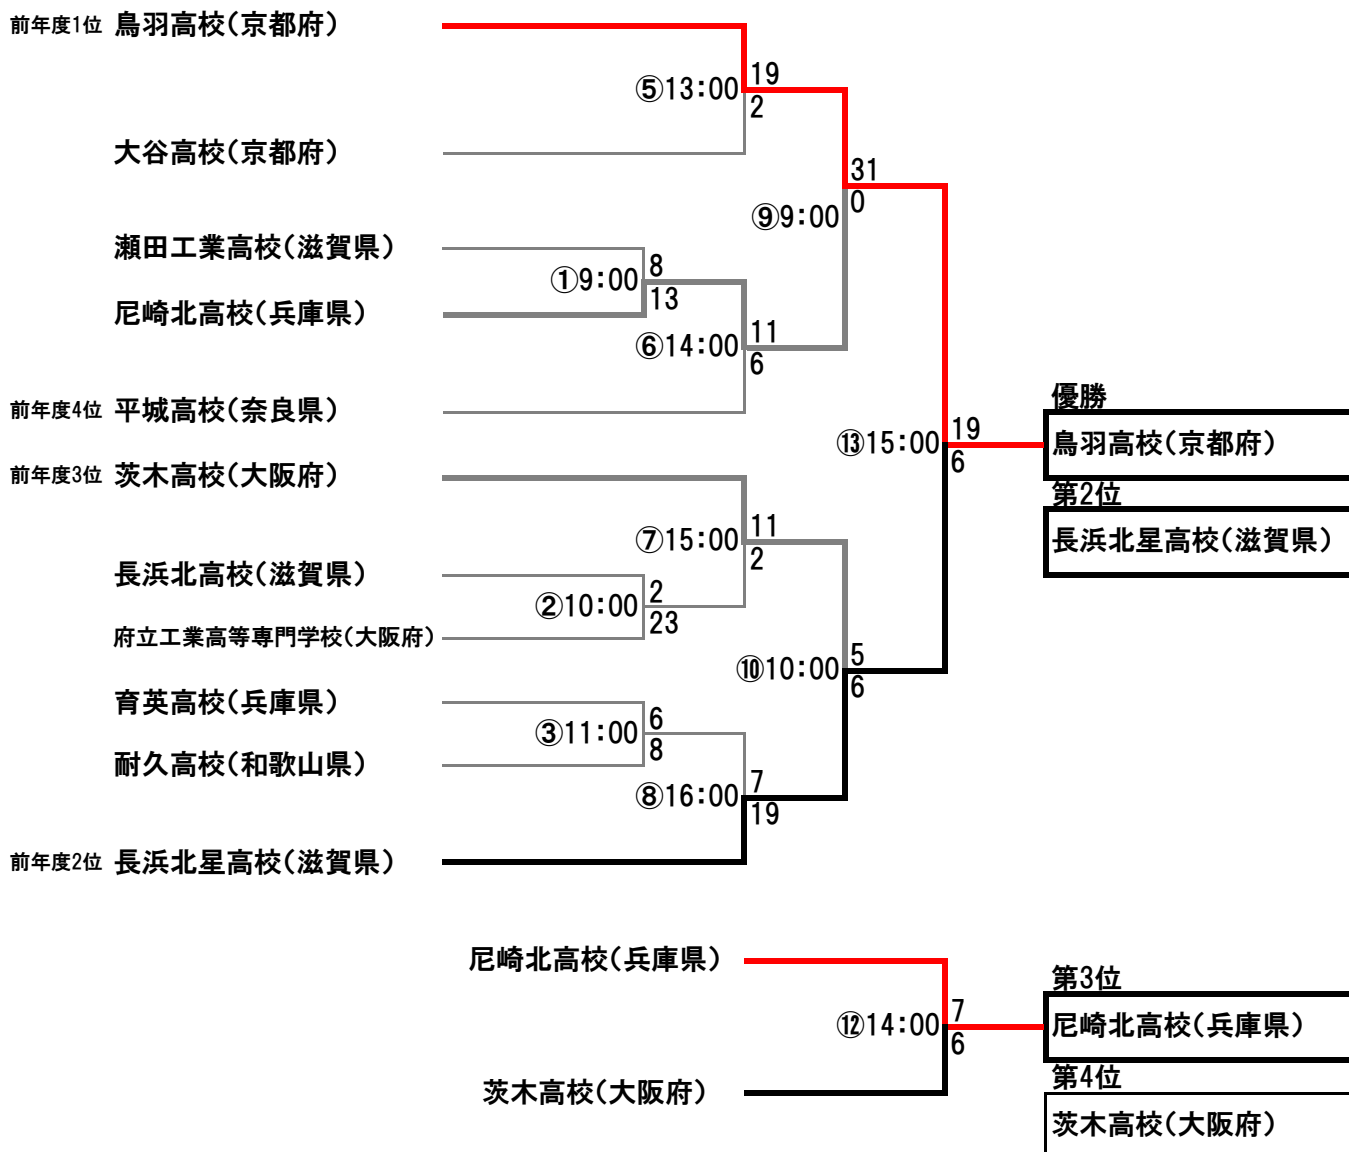 前年度1位 鳥羽高校(京都府)
⑤13:00 19
2
大谷高校(京都府)
31
⑨9:00 0
瀬田工業高校(滋賀県)
①9:00 8
13
尼崎北高校(兵庫県)
⑥14:00 11
6
前年度4位 平城高校(奈良県)
優勝
⑬15:00 19
6
鳥羽高校(京都府)
前年度3位 茨木高校(大阪府)
第2位
長浜北星高校(滋賀県)
⑦15:00 11
2
長浜北高校(滋賀県)
②10:00 2
23
府立工業高等専門学校(大阪府)
⑩10:00 5
6
育英高校(兵庫県)
③11:00 6
8
耐久高校(和歌山県)
⑧16:00 7
19
前年度2位 長浜北星高校(滋賀県)
尼崎北高校(兵庫県)
第3位
⑫14:00 7
6
尼崎北高校(兵庫県)
第4位
茨木高校(大阪府)
茨木高校(大阪府)